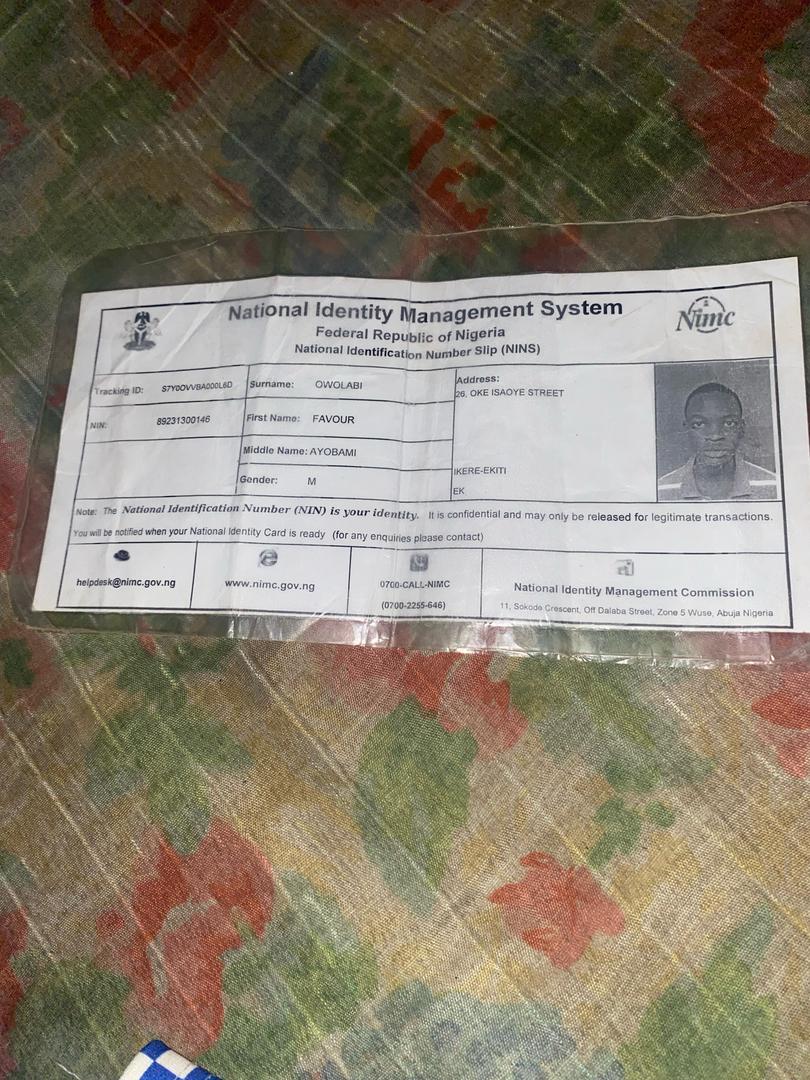 National Identity Management System
Federal Republic of Nigeria
National Identification Number Slip (NINS)
Nimc
Tracking ID: S7Y0OVVBA000L6D
Surname: OWOLABI
Address:
26, OKE ISAOYE STREET
NIN: 89231300146
First Name: FAVOUR
Middle Name: AYOBAMI
IKERE-EKITI
Gender: M
EK
Note: The National Identification Number (NIN) is your identity. It is confidential and may only be released for legitimate transactions.
You will be notified when your National Identity Card is ready (for any enquiries please contact)
helpdesk@nimc.gov.ng
www.nimc.gov.ng
0700-CALL-NIMC
(0700-2255-646)
National Identity Management Commission
11, Sokode Crescent, Off Dalaba Street, Zone 5 Wuse, Abuja Nigeria